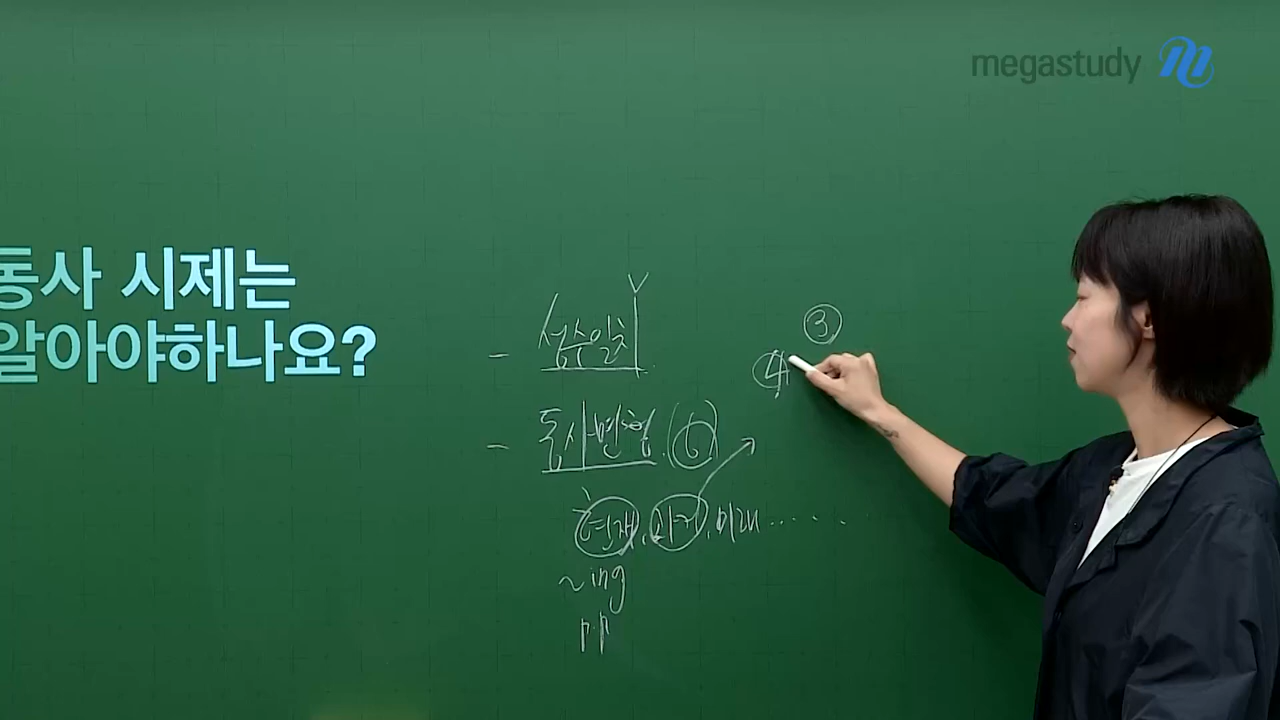 megastudy
동사 시제는
알아야하나요?
- 성수일치
③
④
- 동사변형 (6)
현재, 과거, 미래 ·····
~ing
p.p